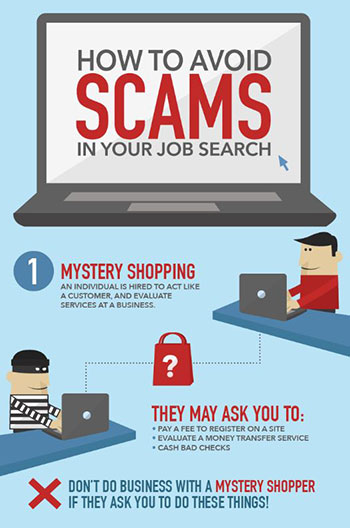 HOW TO AVOID
SCAMS
IN YOUR JOB SEARCH
1
MYSTERY SHOPPING
AN INDIVIDUAL IS HIRED TO ACT LIKE
A CUSTOMER, AND EVALUATE
SERVICES AT A BUSINESS.
?
THEY MAY ASK YOU TO:
• PAY A FEE TO REGISTER ON A SITE
• EVALUATE A MONEY TRANSFER SERVICE
• CASH BAD CHECKS
DON'T DO BUSINESS WITH A MYSTERY SHOPPER
IF THEY ASK YOU TO DO THESE THINGS!